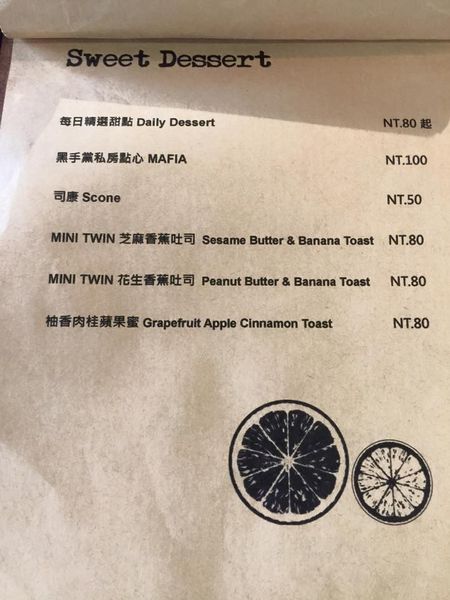 Sweet Dessert
每日精選甜點 Daily Dessert NT.80 起
黑手黨私房點心 MAFIA NT.100
司康 Scone NT.50
MINI TWIN 芝麻香蕉吐司 Sesame Butter & Banana Toast NT.80
MINI TWIN 花生香蕉吐司 Peanut Butter & Banana Toast NT.80
柚香肉桂蘋果蜜 Grapefruit Apple Cinnamon Toast NT.80